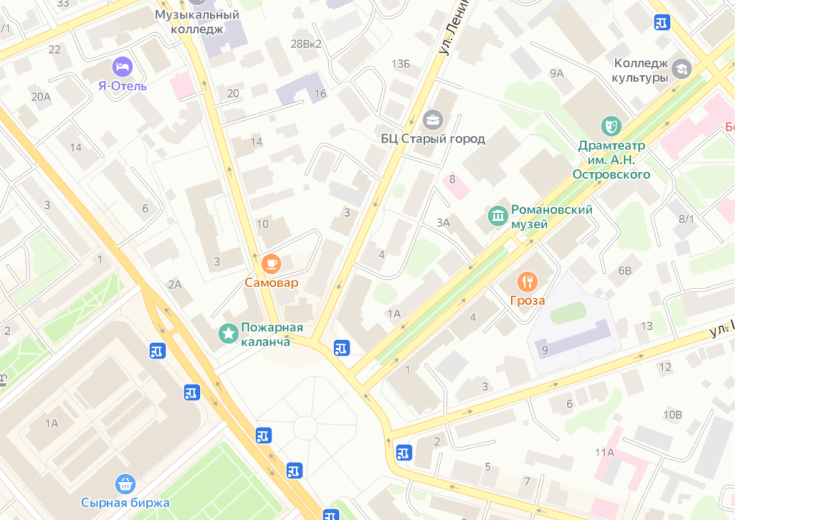 33
Музыкальный
колледж
ул. Ленин
22
28Вк2
13Б
Колледж
культуры
9А
Я-Отель
20А
20
16
БЦ Старый город
Драмтеатр
им. А.Н.
Островского
14
14
8
3
6
3
3А
Романовский
музей
8/1
10
4
1
3
Самовар
6В
2А
Гроза
1А
4
13
ул.
2
Пожарная
каланча
9
12
1
3
6
10В
1А
2
11А
5
7
Сырная биржа